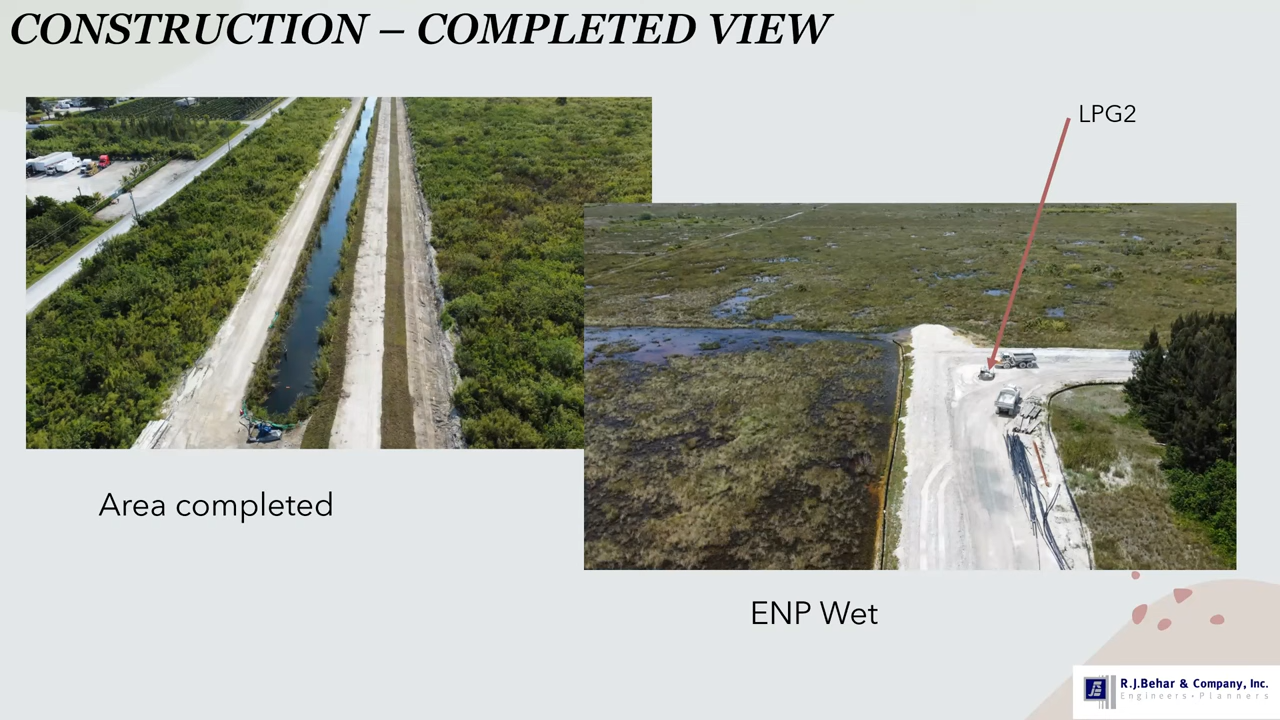 CONSTRUCTION – COMPLETED VIEW
LPG2
Area completed
ENP Wet
R.J.Behar & Company, Inc.
Engineers•Planners